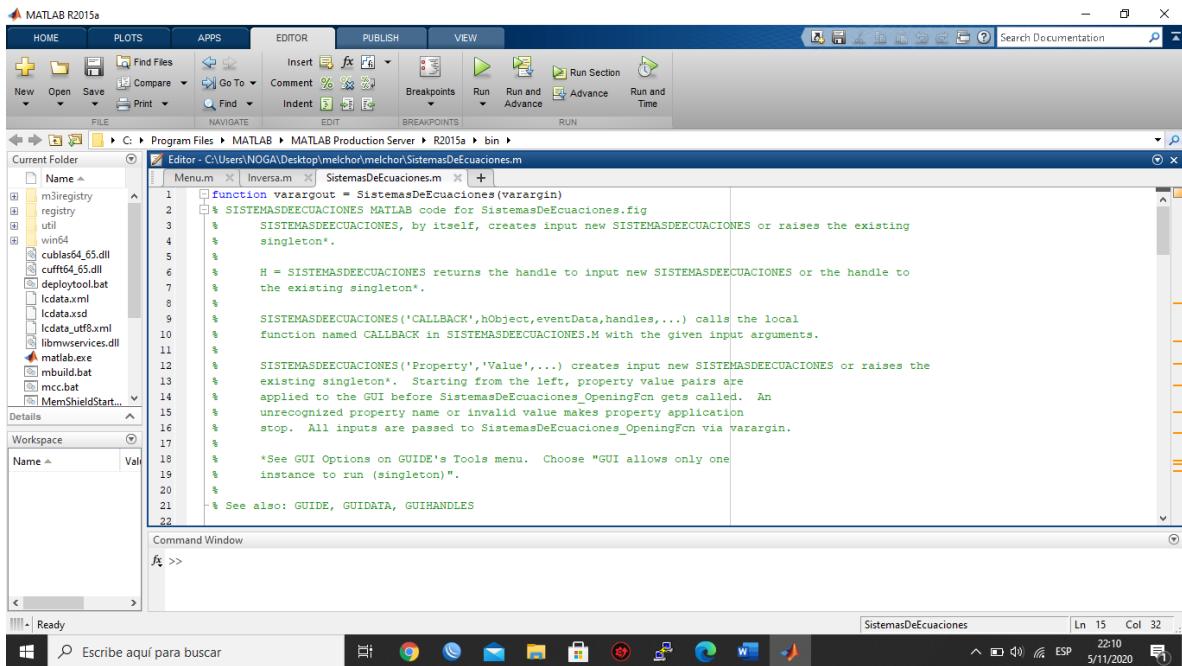 MATLAB R2015a
HOME PLOTS APPS EDITOR PUBLISH VIEW
Search Documentation
New Open Save Find Files Compare Print
Go To Find
Insert fx Comment Indent
Breakpoints
Run Run and Advance Run Section Advance Run and Time
FILE NAVIGATE EDIT BREAKPOINTS RUN
C: Program Files MATLAB MATLAB Production Server R2015a bin
Current Folder
Name
m3iregistry
registry
util
win64
cublas64_65.dll
cufft64_65.dll
deploytool.bat
lcdata.xml
lcdata.xsd
lcdata_utf8.xml
libmwservices.dll
matlab.exe
mbuild.bat
mcc.bat
MemShieldStart...
Details
Workspace
Name Valu
Editor - C:\Users\NOGA\Desktop\melchor\melchor\SistemasDeEcuaciones.m
Menu.m Inversa.m SistemasDeEcuaciones.m
1 function varargout = SistemasDeEcuaciones(varargin)
2 % SISTEMASDEECUACIONES MATLAB code for SistemasDeEcuaciones.fig
3 % SISTEMASDEECUACIONES, by itself, creates input new SISTEMASDEECUACIONES or raises the existing
4 % singleton*.
5 %
6 % H = SISTEMASDEECUACIONES returns the handle to input new SISTEMASDEECUACIONES or the handle to
7 % the existing singleton*.
8 %
9 % SISTEMASDEECUACIONES('CALLBACK',hObject,eventData,handles,...) calls the local
10 % function named CALLBACK in SISTEMASDEECUACIONES.M with the given input arguments.
11 %
12 % SISTEMASDEECUACIONES('Property','Value',...) creates input new SISTEMASDEECUACIONES or raises the
13 % existing singleton*. Starting from the left, property value pairs are
14 % applied to the GUI before SistemasDeEcuaciones_OpeningFcn gets called. An
15 % unrecognized property name or invalid value makes property application
16 % stop. All inputs are passed to SistemasDeEcuaciones_OpeningFcn via varargin.
17 %
18 % *See GUI Options on GUIDE's Tools menu. Choose "GUI allows only one
19 % instance to run (singleton)".
20 %
21 % See also: GUIDE, GUIDATA, GUIHANDLES
22
Command Window
fx >>
Ready
SistemasDeEcuaciones Ln 15 Col 32
Escribe aquí para buscar
ESP
22:10
5/11/2020